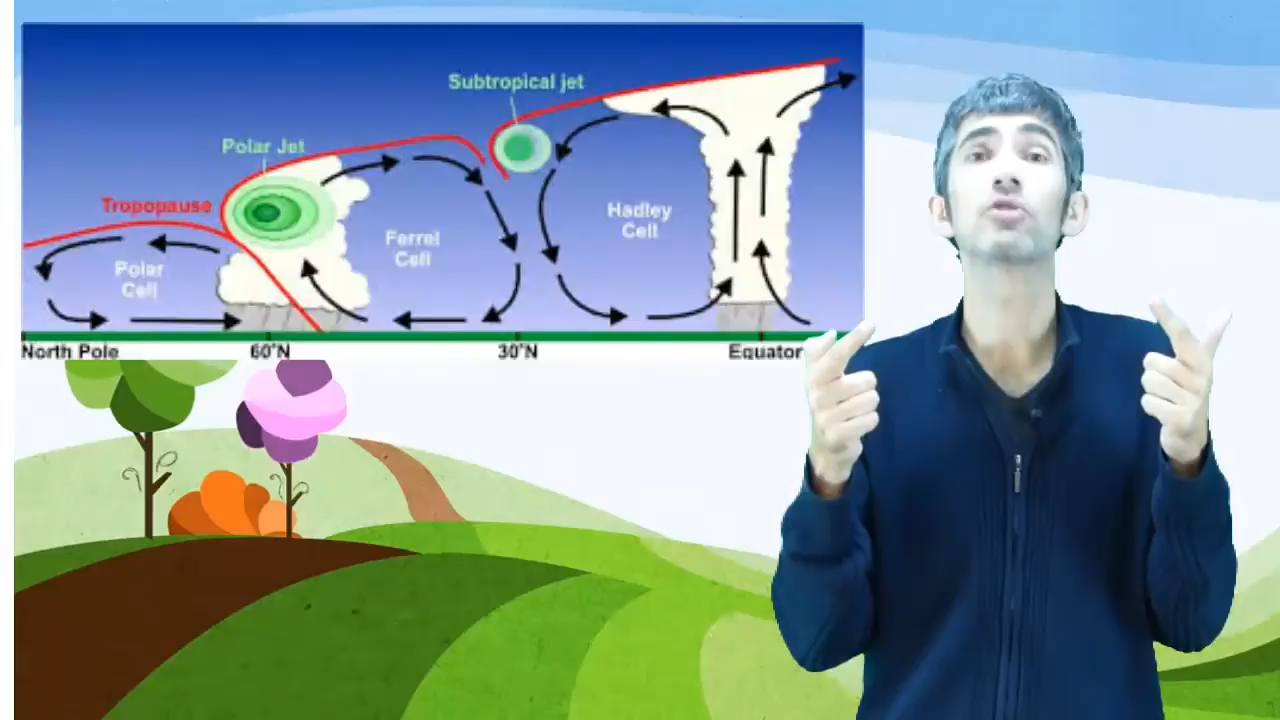 Subtropical jet
Polar Jet
Tropopause
Hadley
Cell
Ferrel
Cell
Polar
Cell
North Pole
60°N
30°N
Equator